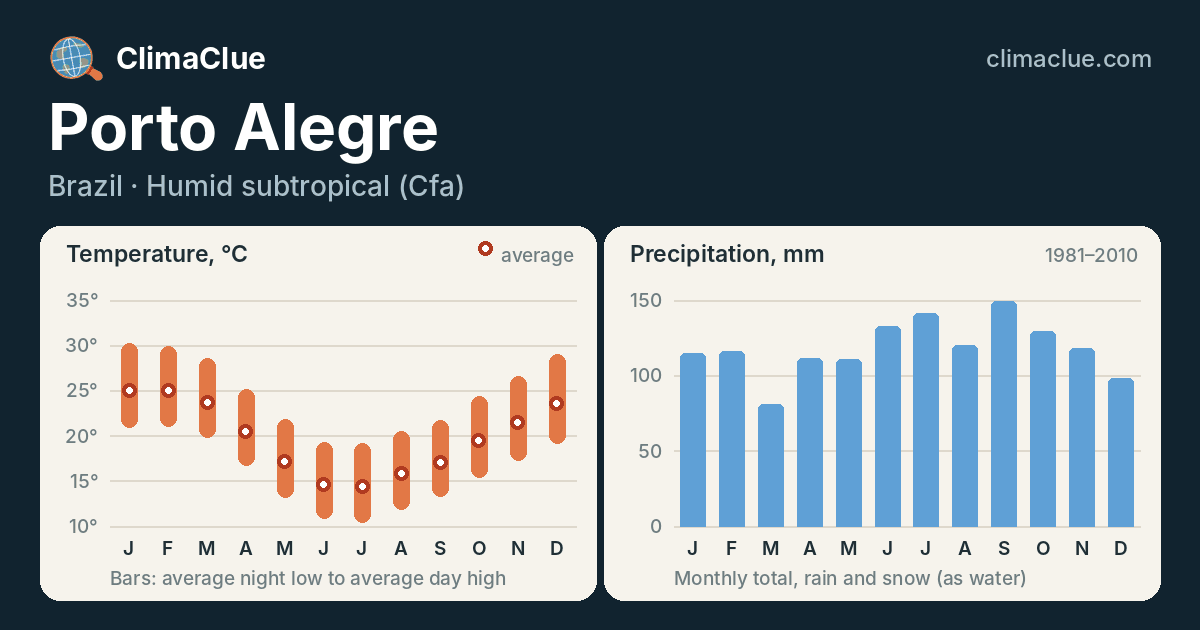 ClimaClue
climaclue.com
Porto Alegre
Brazil · Humid subtropical (Cfa)
Temperature, °C
average
35°
30°
25°
20°
15°
10°
J F M A M J J A S O N D
Bars: average night low to average day high
Precipitation, mm
1981–2010
150
100
50
0
J F M A M J J A S O N D
Monthly total, rain and snow (as water)